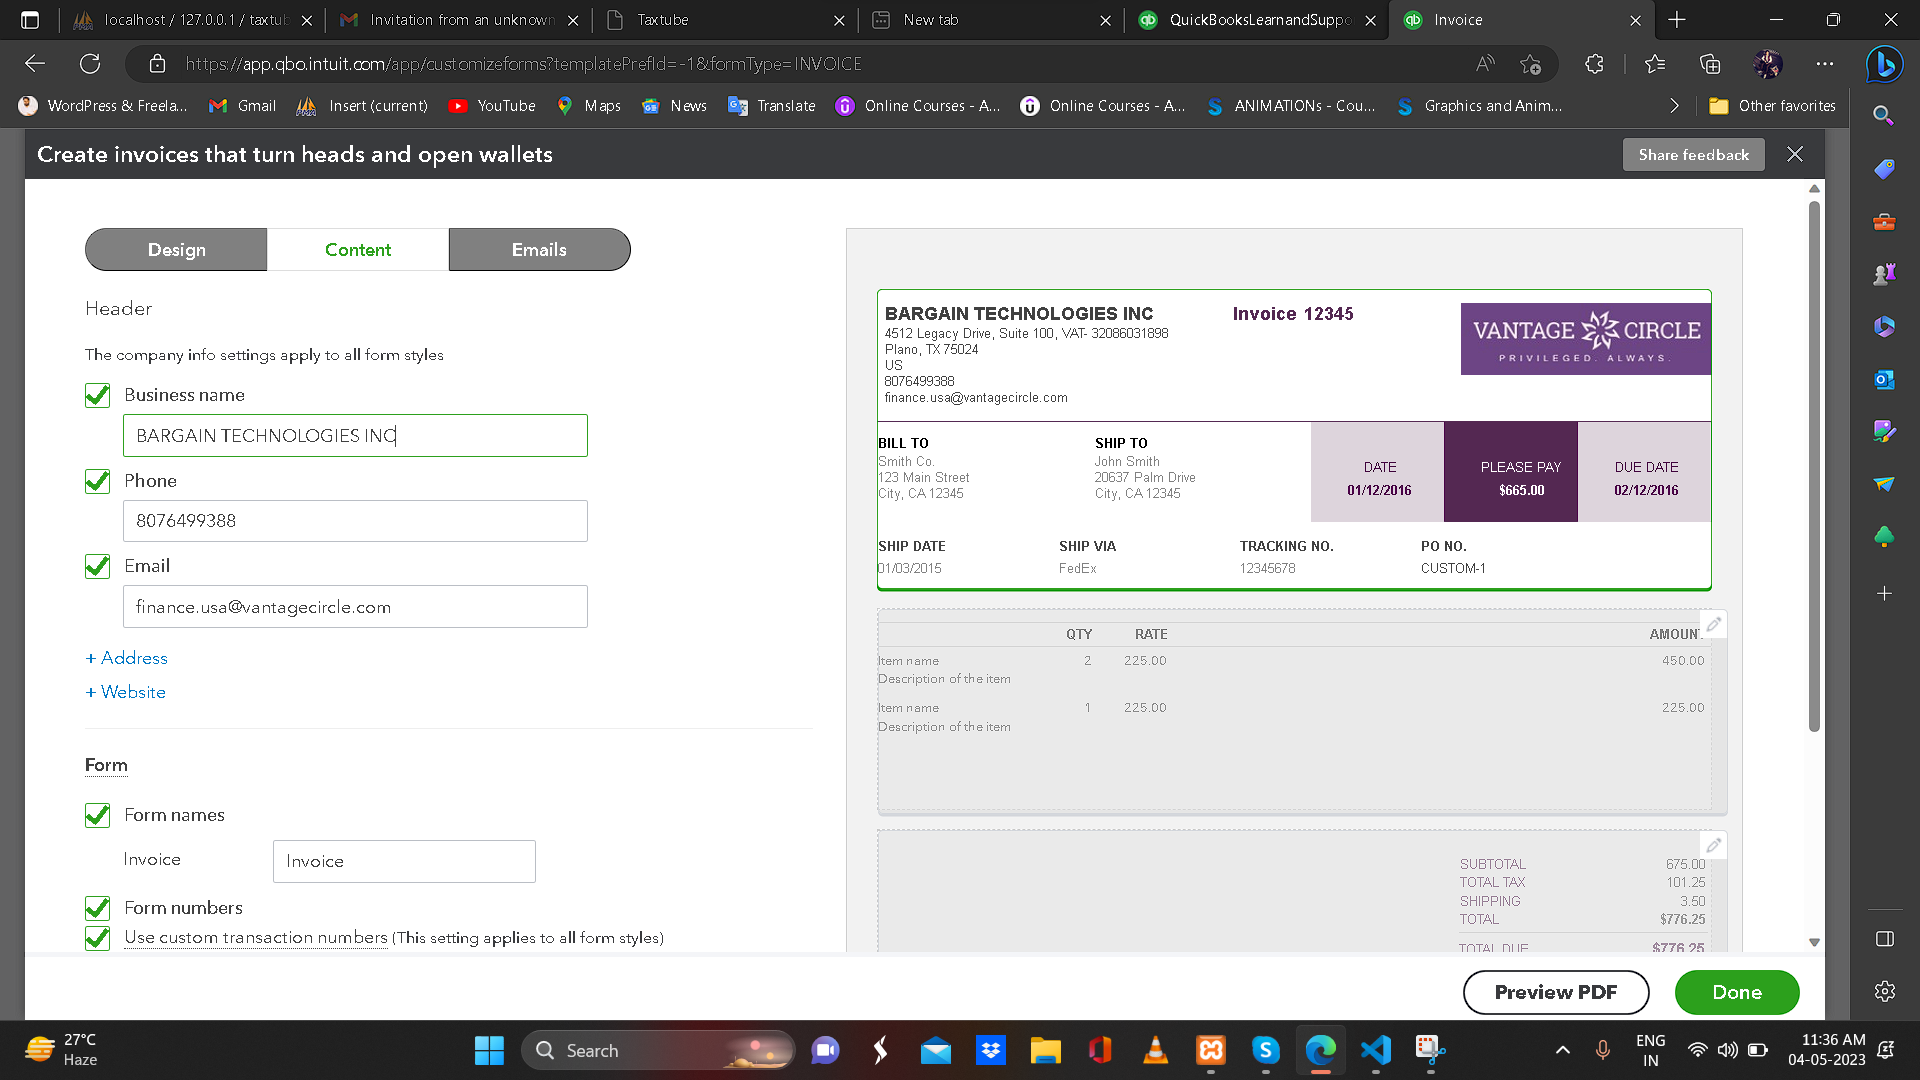 localhost / 127.0.0.1 / taxtub
Invitation from an unknown
Taxtube
New tab
QuickBooksLearnandSuppo
Invoice
https://app.qbo.intuit.com/app/customizeforms?templatePrefId=-1&formType=INVOICE
WordPress & Freela...
Gmail
Insert (current)
YouTube
Maps
News
Translate
Online Courses - A...
Online Courses - A...
ANIMATIONs - Cou...
Graphics and Anim...
Other favorites
Create invoices that turn heads and open wallets
Share feedback
Design
Content
Emails
Header
The company info settings apply to all form styles
Business name
BARGAIN TECHNOLOGIES INC
Phone
8076499388
Email
finance.usa@vantagecircle.com
+ Address
+ Website
Form
Form names
Invoice
Invoice
Form numbers
Use custom transaction numbers (This setting applies to all form styles)
BARGAIN TECHNOLOGIES INC
4512 Legacy Drive, Suite 100, VAT- 32086031898
Plano, TX 75024
US
8076499388
finance.usa@vantagecircle.com
Invoice 12345
VANTAGE CIRCLE
PRIVILEGED. ALWAYS.
BILL TO
Smith Co.
123 Main Street
City, CA 12345
SHIP TO
John Smith
20637 Palm Drive
City, CA 12345
DATE
01/12/2016
PLEASE PAY
$665.00
DUE DATE
02/12/2016
SHIP DATE
01/03/2015
SHIP VIA
FedEx
TRACKING NO.
12345678
PO NO.
CUSTOM-1
QTY RATE AMOUNT
Item name 2 225.00 450.00
Description of the item
Item name 1 225.00 225.00
Description of the item
SUBTOTAL 675.00
TOTAL TAX 101.25
SHIPPING 3.50
TOTAL $776.25
TOTAL DUE $776.25
Preview PDF
Done
27°C
Haze
Search
ENG
IN
11:36 AM
04-05-2023